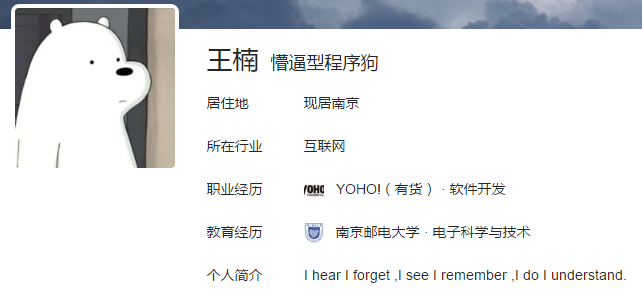 王楠 懵逼型程序狗
居住地 现居南京
所在行业 互联网
职业经历 YOHO! YOHO!（有货） · 软件开发
教育经历 南京邮电大学 · 电子科学与技术
个人简介 I hear I forget ,I see I remember ,I do I understand.